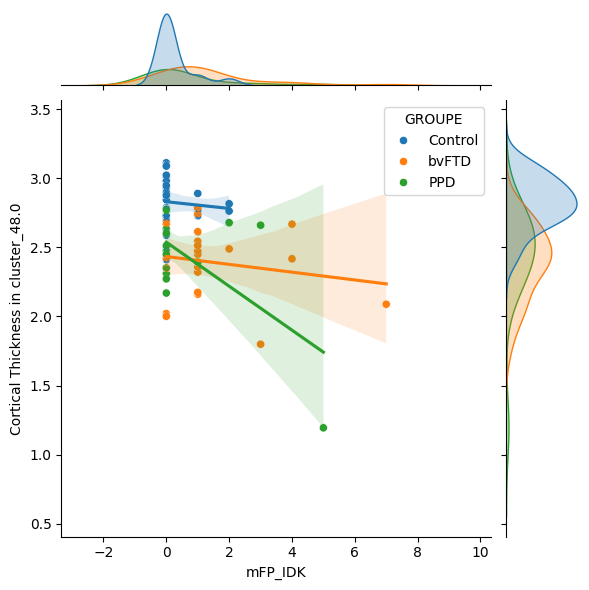 3.5
GROUPE
Control
bvFTD
PPD
3.0
2.5
2.0
1.5
1.0
0.5
Cortical Thickness in cluster_48.0
−2 0 2 4 6 8 10
mFP_IDK